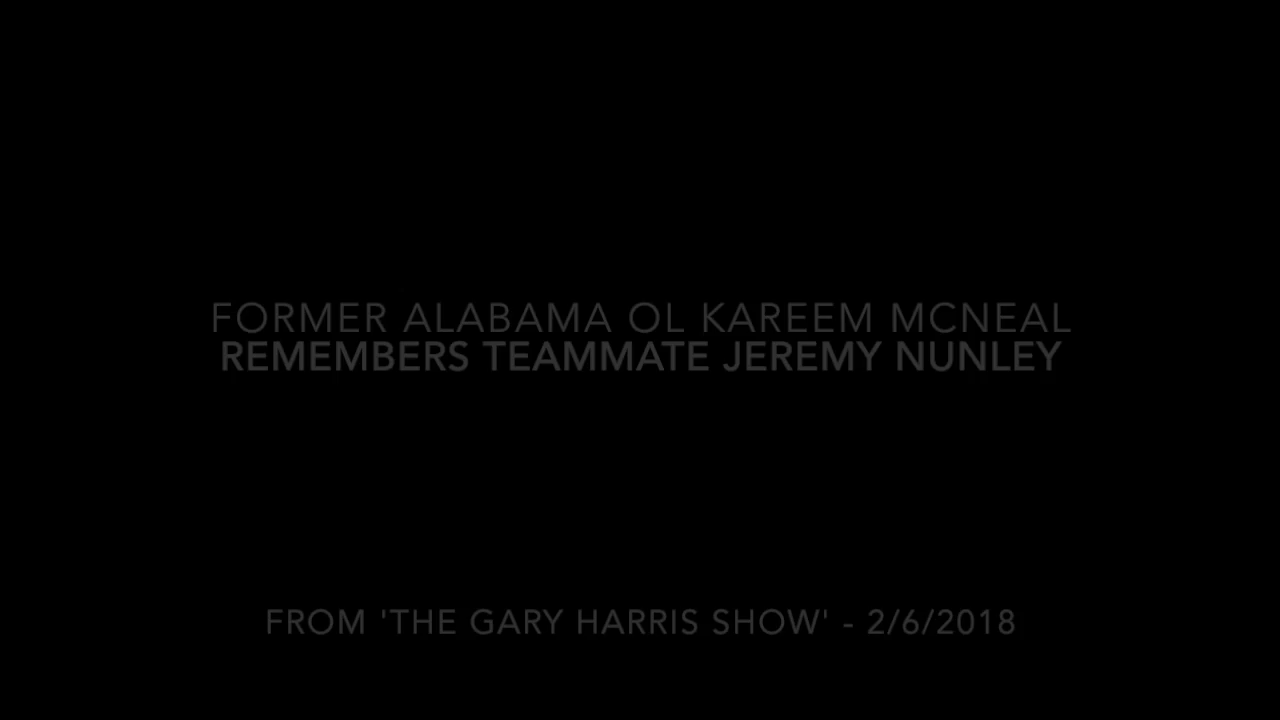 FORMER ALABAMA OL KAREEM MCNEAL
REMEMBERS TEAMMATE JEREMY NUNLEY
FROM 'THE GARY HARRIS SHOW' - 2/6/2018